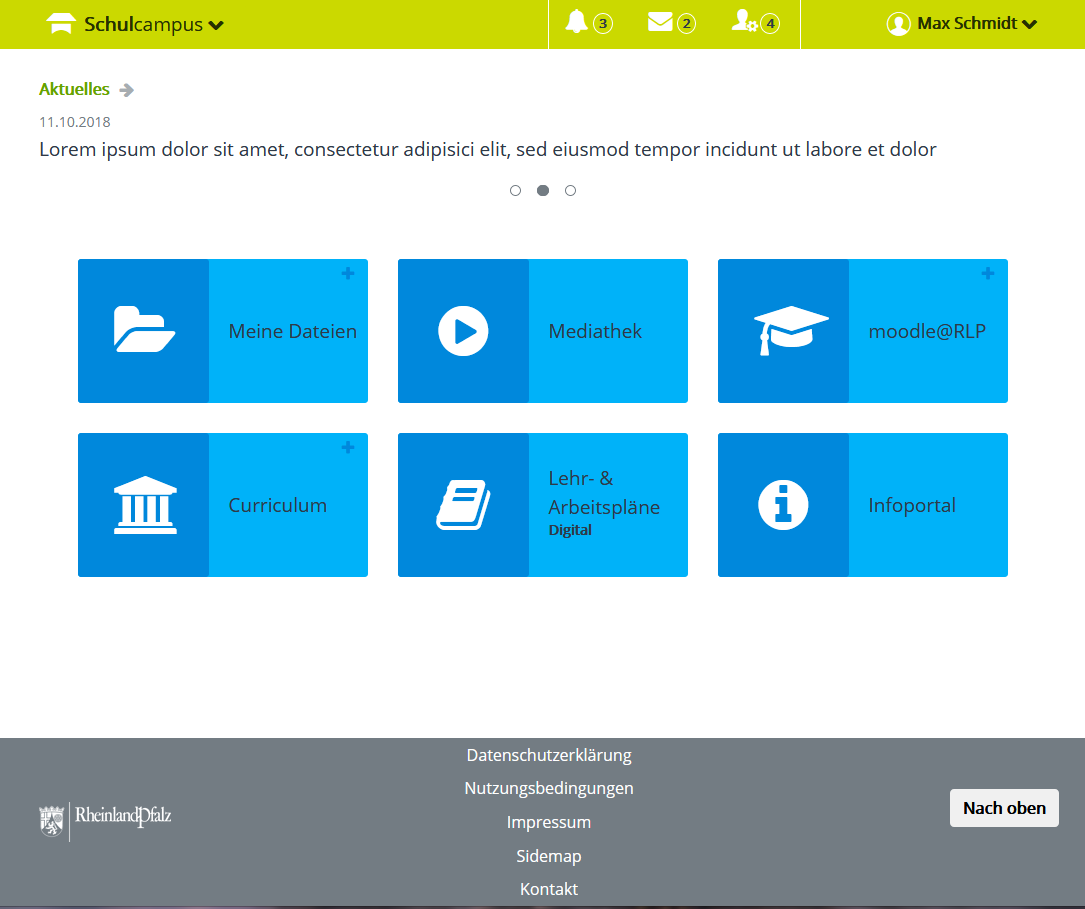 Schulcampus
3
2
4
Max Schmidt
Aktuelles
11.10.2018
Lorem ipsum dolor sit amet, consectetur adipisici elit, sed eiusmod tempor incidunt ut labore et dolor
Meine Dateien
Mediathek
moodle@RLP
Curriculum
Lehr- &
Arbeitspläne
Digital
Infoportal
Datenschutzerklärung
Nutzungsbedingungen
Impressum
Sidemap
Kontakt
RheinlandPfalz
Nach oben